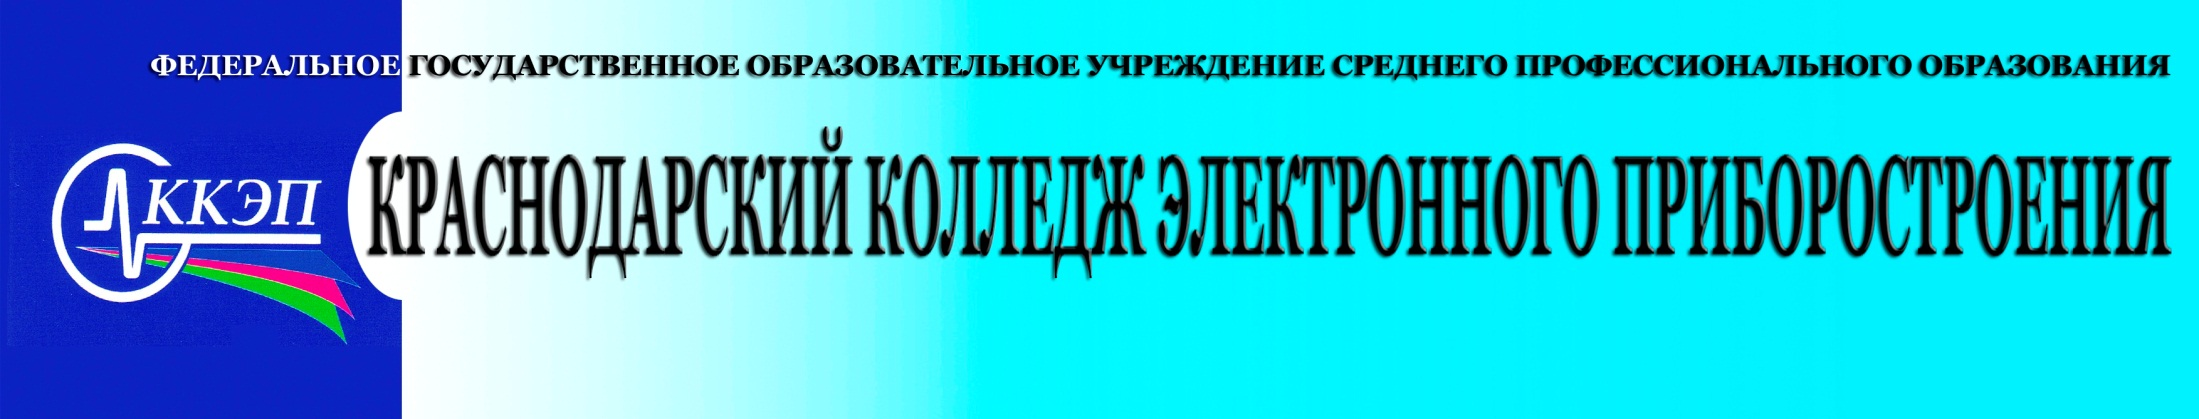 ФЕДЕРАЛЬНОЕ ГОСУДАРСТВЕННОЕ ОБРАЗОВАТЕЛЬНОЕ УЧРЕЖДЕНИЕ СРЕДНЕГО ПРОФЕССИОНАЛЬНОГО ОБРАЗОВАНИЯ
ККЭП
КРАСНОДАРСКИЙ КОЛЛЕДЖ ЭЛЕКТРОННОГО ПРИБОРОСТРОЕНИЯ